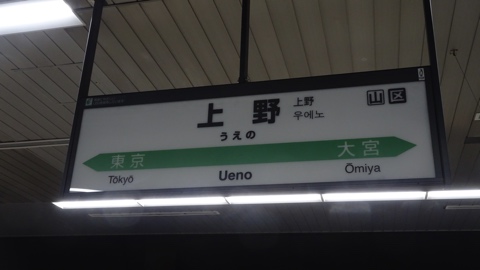 上野
上野
우에노
山区
うえの
東京
大宮
Tōkyō
Ueno
Ōmiya